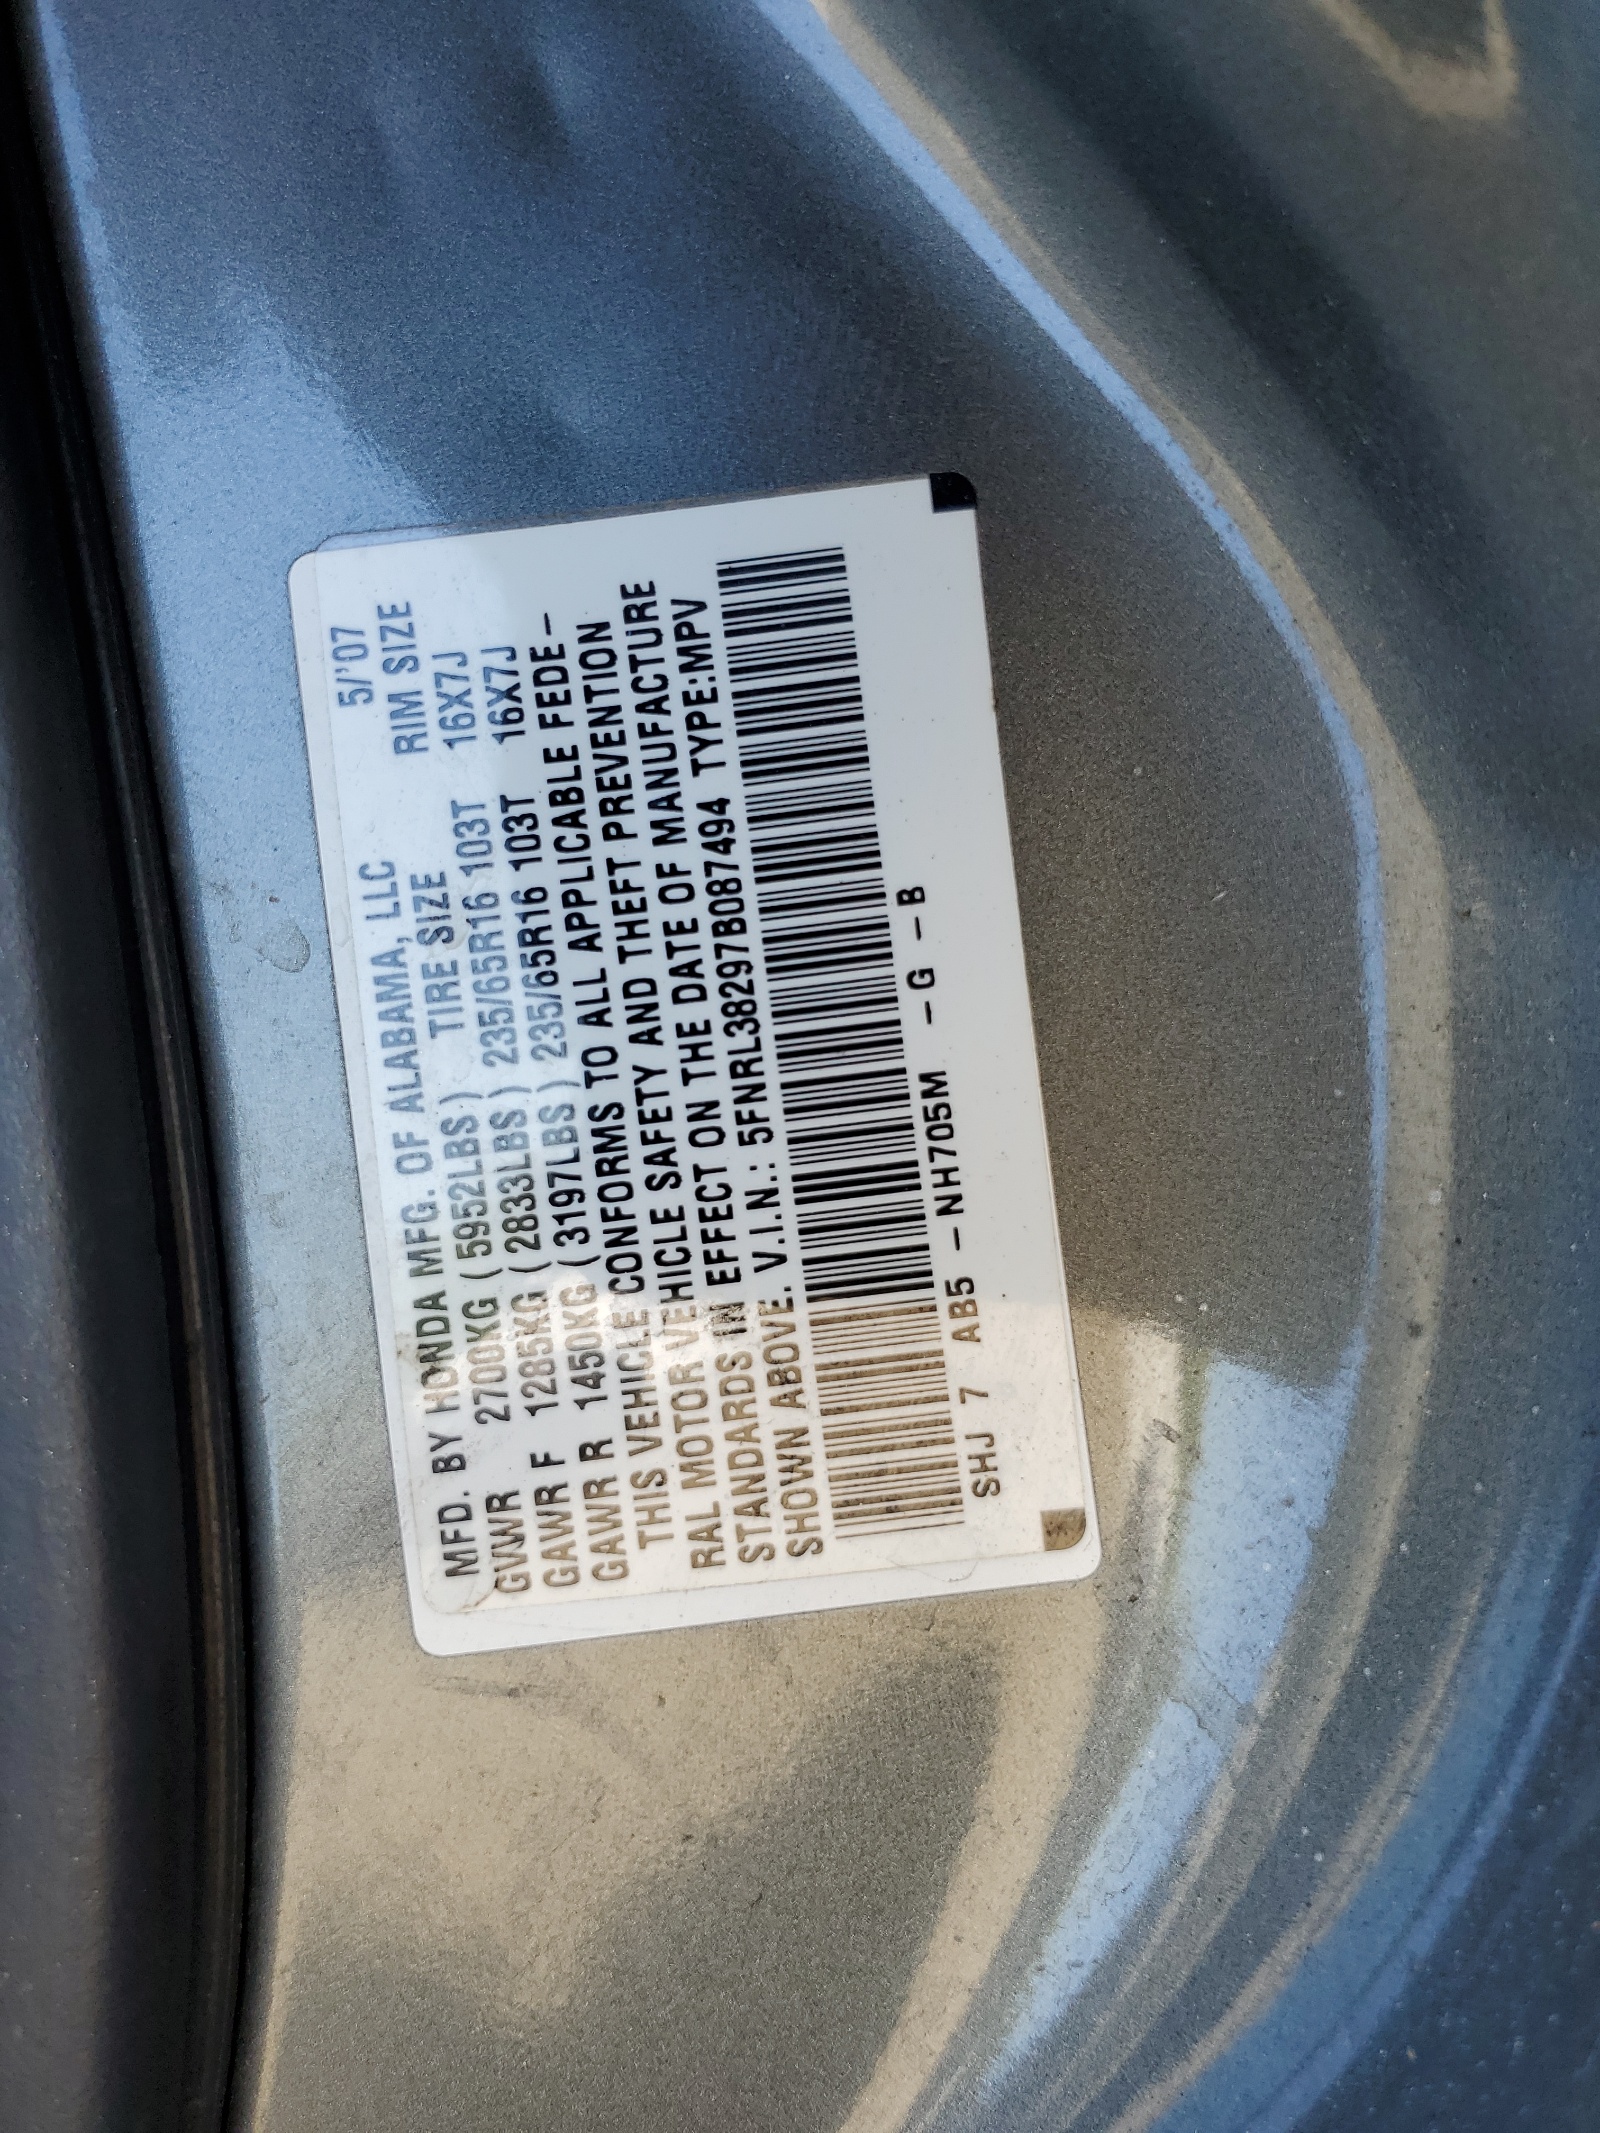 MFD. BY HONDA MFG. OF ALABAMA, LLC 5/'07
GVWR 2700KG ( 5952LBS ) TIRE SIZE RIM SIZE
GAWR F 1285KG ( 2833LBS ) 235/65R16 103T 16X7J
GAWR R 1450KG ( 3197LBS ) 235/65R16 103T 16X7J
THIS VEHICLE CONFORMS TO ALL APPLICABLE FEDE-
RAL MOTOR VEHICLE SAFETY AND THEFT PREVENTION
STANDARDS IN EFFECT ON THE DATE OF MANUFACTURE
SHOWN ABOVE. V.I.N.: 5FNRL38297B087494 TYPE:MPV
SHJ 7 AB5 -NH705M -G -B